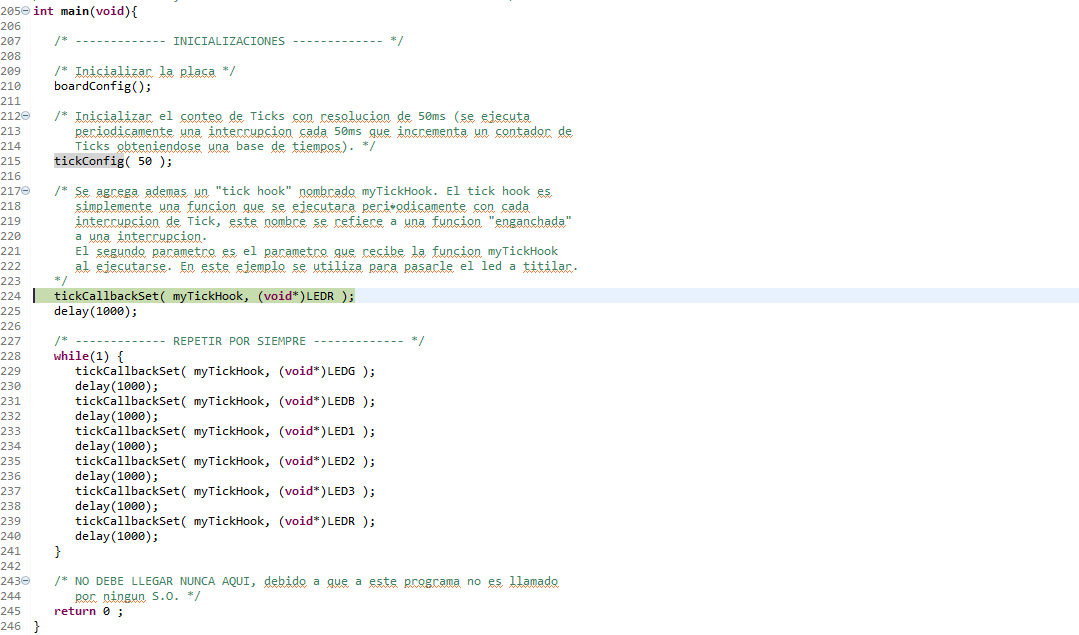 205 int main(void){
206
207 /* ------------- INICIALIZACIONES ------------- */
208
209 /* Inicializar la placa */
210 boardConfig();
211
212 /* Inicializar el conteo de Ticks con resolucion de 50ms (se ejecuta
213 periodicamente una interrupcion cada 50ms que incrementa un contador de
214 Ticks obteniendose una base de tiempos). */
215 tickConfig( 50 );
216
217 /* Se agrega ademas un "tick hook" nombrado myTickHook. El tick hook es
218 simplemente una funcion que se ejecutara peri�odicamente con cada
219 interrupcion de Tick, este nombre se refiere a una funcion "enganchada"
220 a una interrupcion.
221 El segundo parametro es el parametro que recibe la funcion myTickHook
222 al ejecutarse. En este ejemplo se utiliza para pasarle el led a titilar.
223 */
224 tickCallbackSet( myTickHook, (void*)LEDR );
225 delay(1000);
226
227 /* ------------- REPETIR POR SIEMPRE ------------- */
228 while(1) {
229 tickCallbackSet( myTickHook, (void*)LEDG );
230 delay(1000);
231 tickCallbackSet( myTickHook, (void*)LEDB );
232 delay(1000);
233 tickCallbackSet( myTickHook, (void*)LED1 );
234 delay(1000);
235 tickCallbackSet( myTickHook, (void*)LED2 );
236 delay(1000);
237 tickCallbackSet( myTickHook, (void*)LED3 );
238 delay(1000);
239 tickCallbackSet( myTickHook, (void*)LEDR );
240 delay(1000);
241 }
242
243 /* NO DEBE LLEGAR NUNCA AQUI, debido a que a este programa no es llamado
244 por ningun S.O. */
245 return 0 ;
246 }